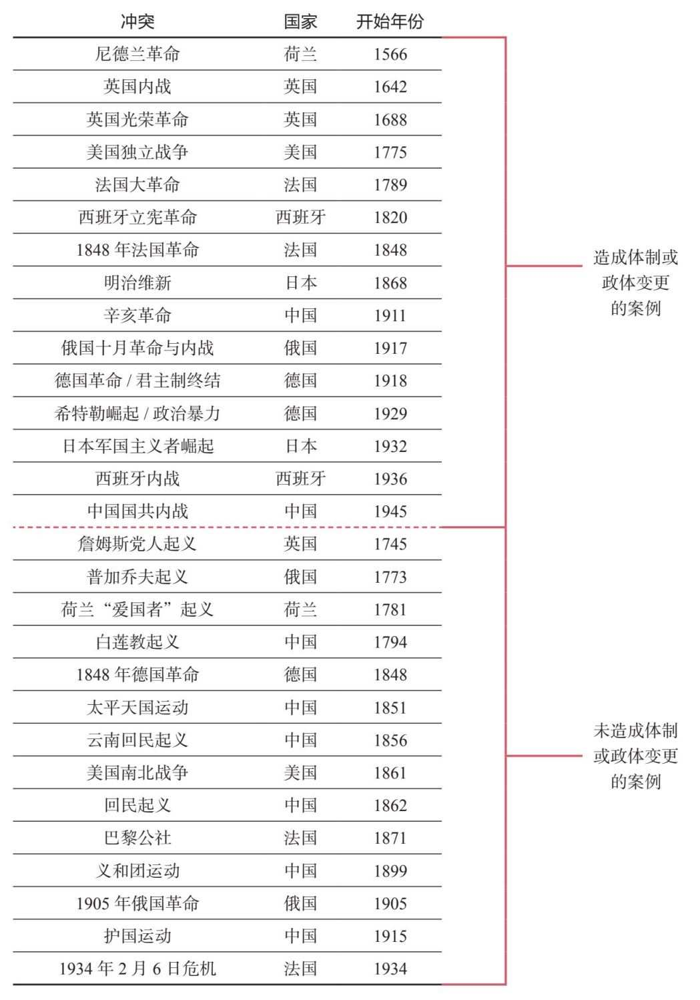 冲突 国家 开始年份
尼德兰革命 荷兰 1566
英国内战 英国 1642
英国光荣革命 英国 1688
美国独立战争 美国 1775
法国大革命 法国 1789
西班牙立宪革命 西班牙 1820
1848 年法国革命 法国 1848
明治维新 日本 1868
辛亥革命 中国 1911
俄国十月革命与内战 俄国 1917
德国革命 / 君主制终结 德国 1918
希特勒崛起 / 政治暴力 德国 1929
日本军国主义者崛起 日本 1932
西班牙内战 西班牙 1936
中国国共内战 中国 1945
造成体制或
政体变更
的案例
詹姆斯党人起义 英国 1745
普加乔夫起义 俄国 1773
荷兰“爱国者”起义 荷兰 1781
白莲教起义 中国 1794
1848 年德国革命 德国 1848
太平天国运动 中国 1851
云南回民起义 中国 1856
美国南北战争 美国 1861
回民起义 中国 1862
巴黎公社 法国 1871
义和团运动 中国 1899
1905 年俄国革命 俄国 1905
护国运动 中国 1915
1934 年 2 月 6 日危机 法国 1934
未造成体制
或政体变更
的案例